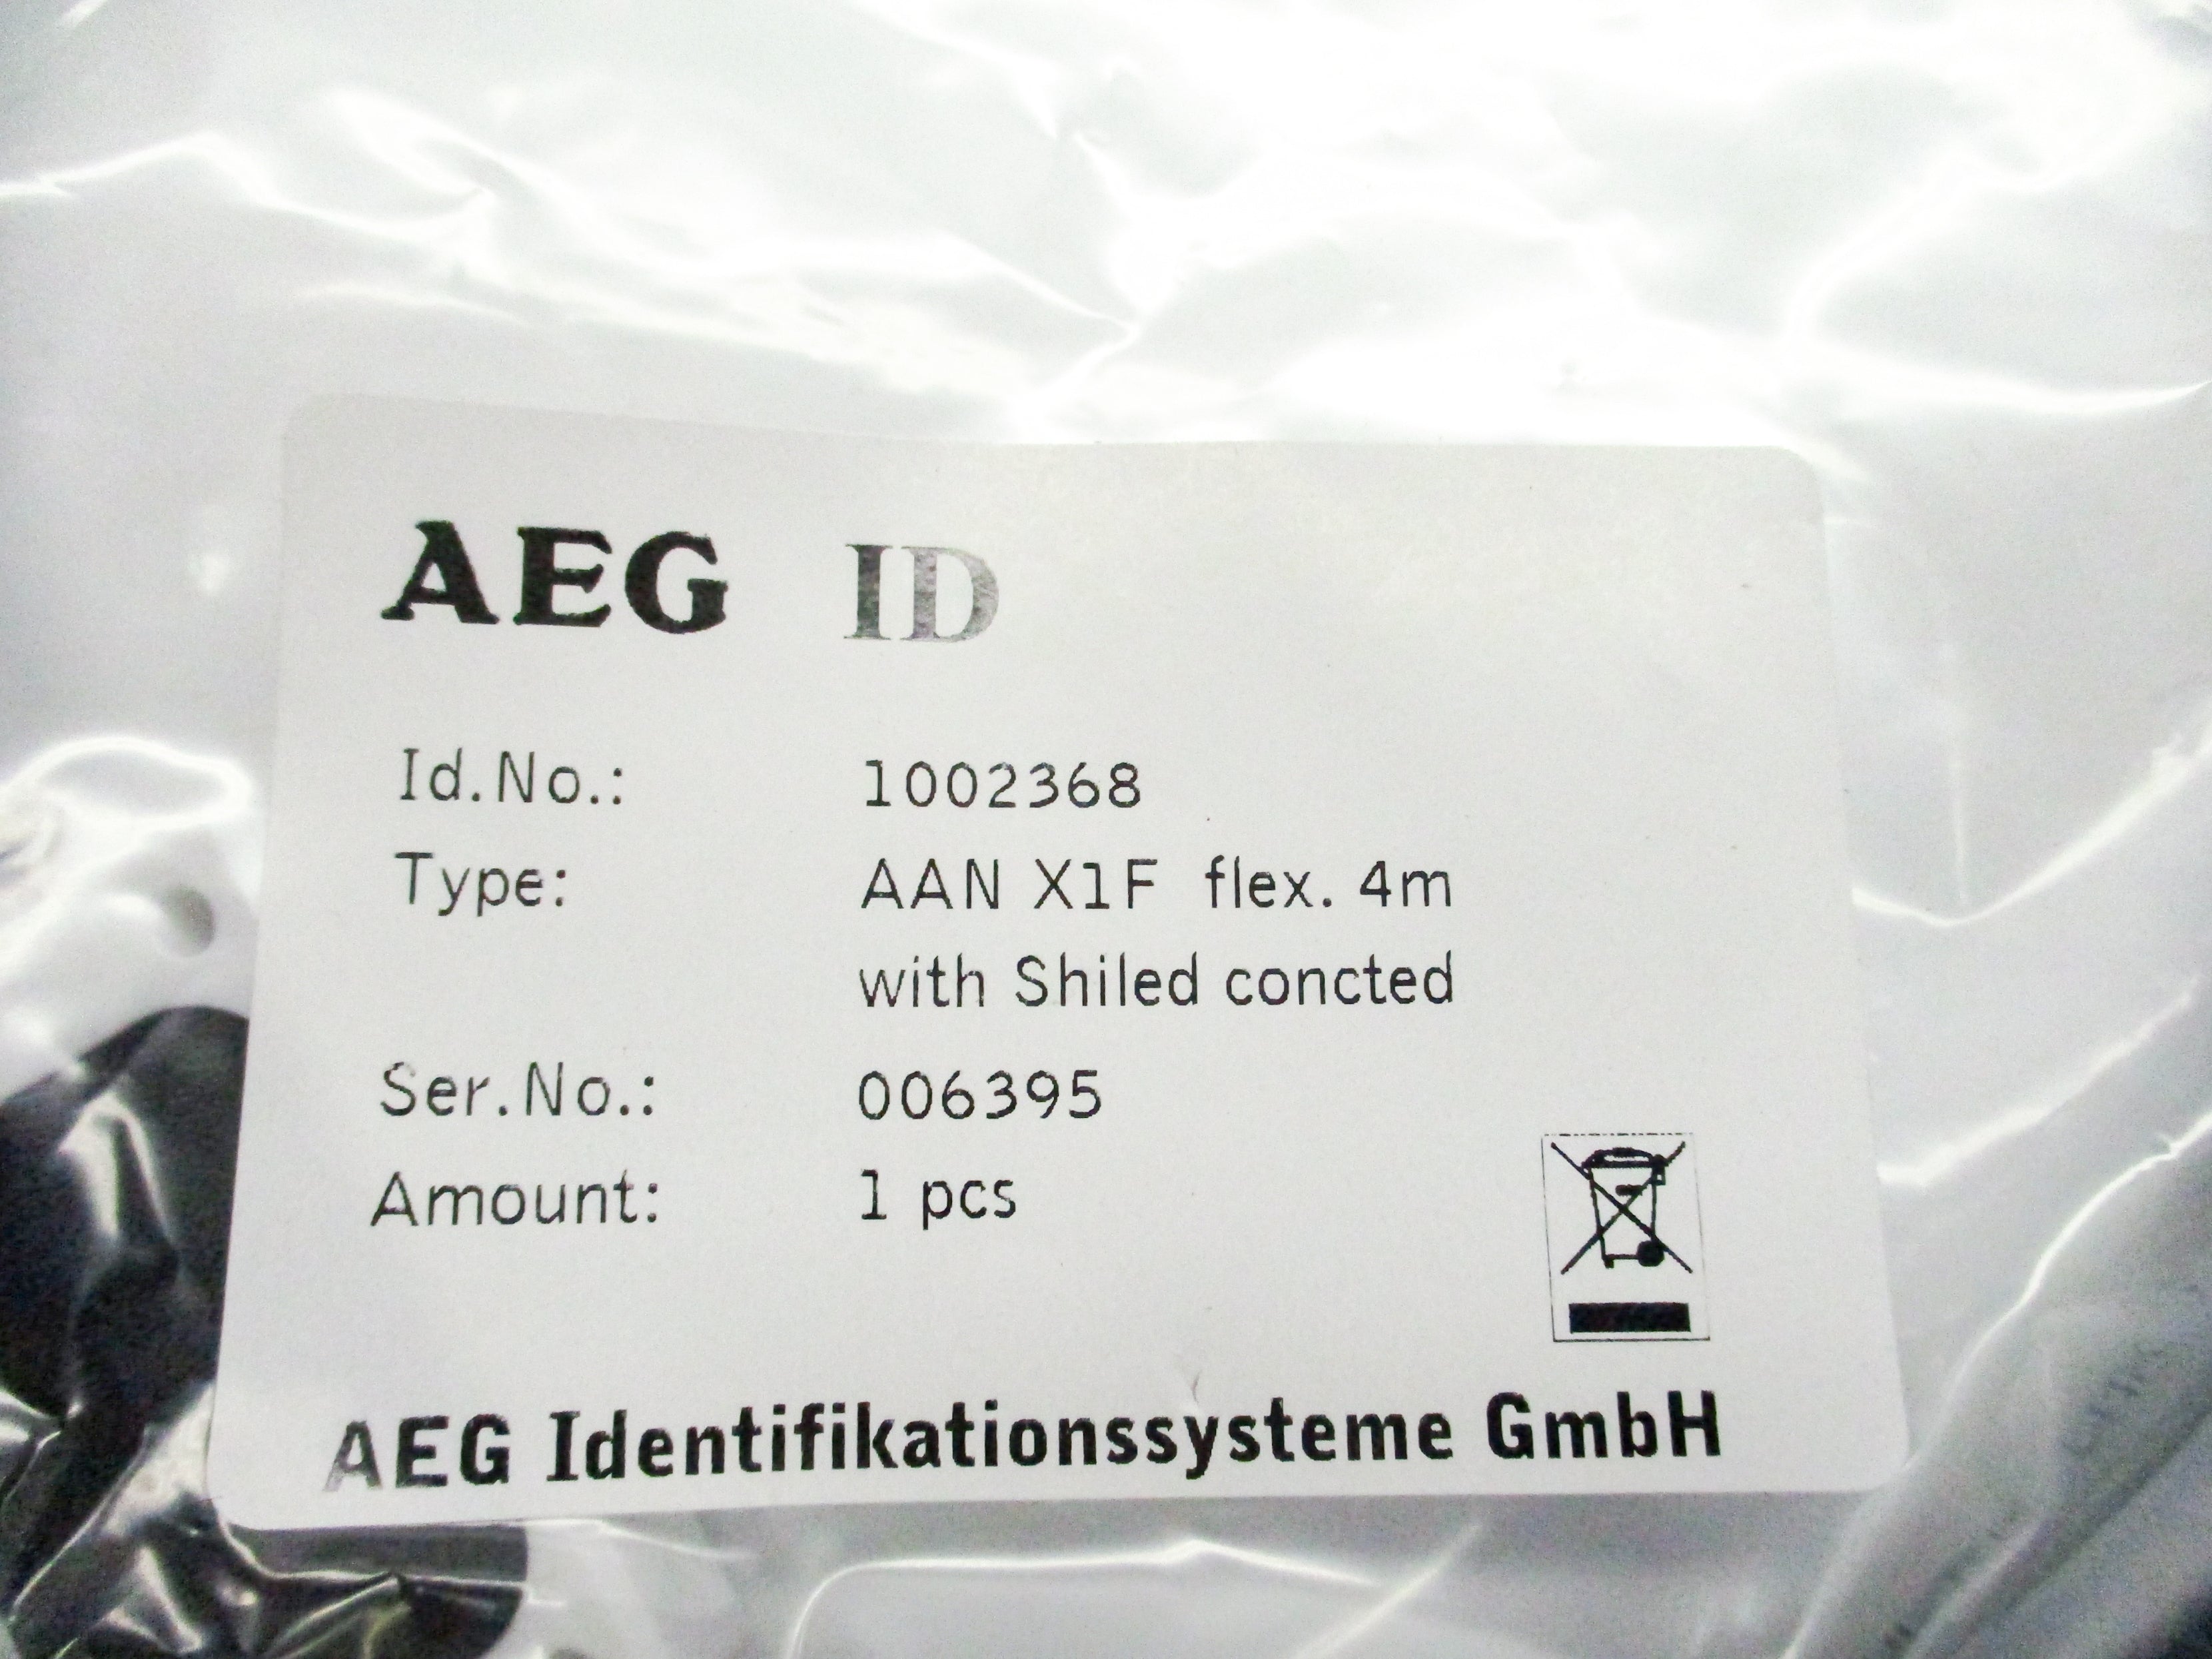 AEG ID
Id.No.: 1002368
Type: AAN X1F flex. 4m
with Shiled concted
Ser.No.: 006395
Amount: 1 pcs
AEG Identifikationssysteme GmbH